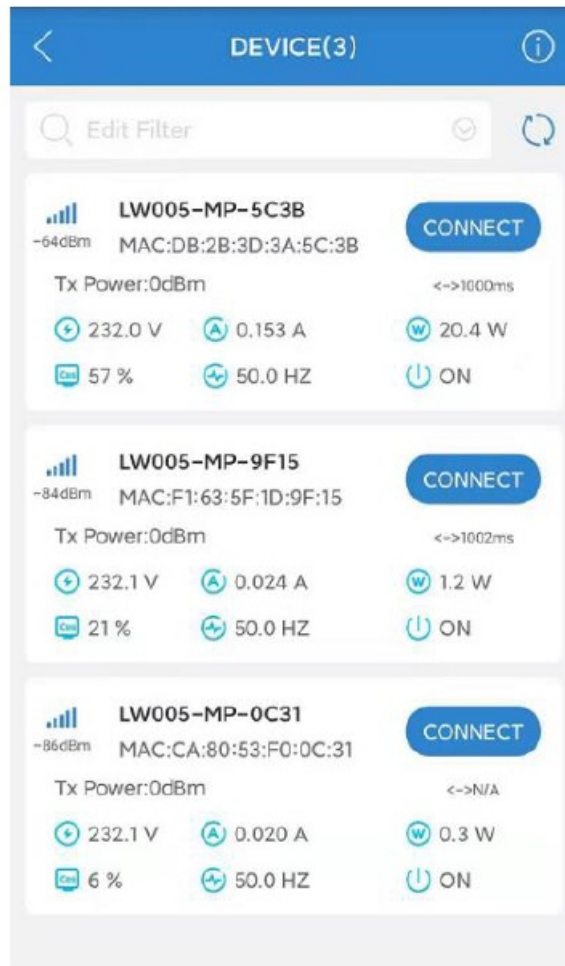 DEVICE(3)
Edit Filter
LW005-MP-5C3B
CONNECT
-64dBm
MAC:DB:2B:3D:3A:5C:3B
Tx Power:0dBm
<->1000ms
232.0 V
0.153 A
20.4 W
57 %
50.0 HZ
ON
LW005-MP-9F15
CONNECT
-84dBm
MAC:F1:63:5F:1D:9F:15
Tx Power:0dBm
<->1002ms
232.1 V
0.024 A
1.2 W
21 %
50.0 HZ
ON
LW005-MP-0C31
CONNECT
-86dBm
MAC:CA:80:53:F0:0C:31
Tx Power:0dBm
<->N/A
232.1 V
0.020 A
0.3 W
6 %
50.0 HZ
ON